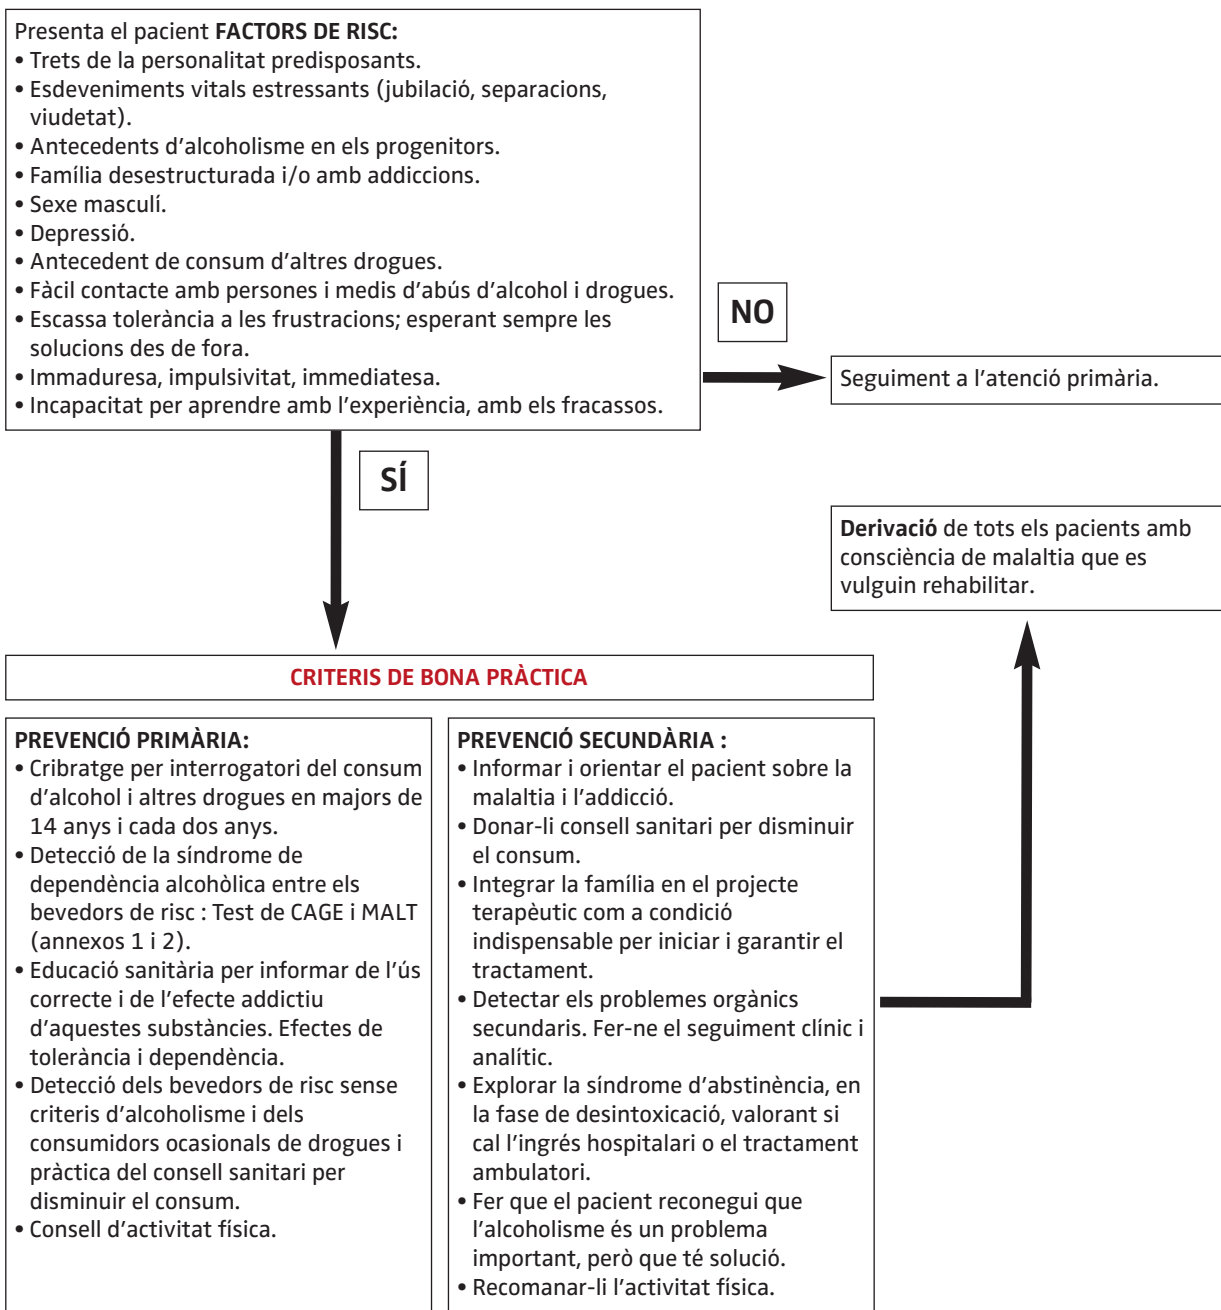 Presenta el pacient FACTORS DE RISC:
• Trets de la personalitat predisposants.
• Esdeveniments vitals estressants (jubilació, separacions,
viudetat).
• Antecedents d'alcoholisme en els progenitors.
• Família desestructurada i/o amb addiccions.
• Sexe masculí.
• Depressió.
• Antecedent de consum d'altres drogues.
• Fàcil contacte amb persones i medis d'abús d'alcohol i drogues.
• Escassa tolerància a les frustracions; esperant sempre les
solucions des de fora.
• Immaduresa, impulsivitat, immediatesa.
• Incapacitat per aprendre amb l'experiència, amb els fracassos.
NO
Seguiment a l'atenció primària.
SÍ
Derivació de tots els pacients amb
consciència de malaltia que es
vulguin rehabilitar.
CRITERIS DE BONA PRÀCTICA
PREVENCIÓ PRIMÀRIA:
• Cribratge per interrogatori del consum
d'alcohol i altres drogues en majors de
14 anys i cada dos anys.
• Detecció de la síndrome de
dependència alcohòlica entre els
bevedors de risc : Test de CAGE i MALT
(annexos 1 i 2).
• Educació sanitària per informar de l'ús
correcte i de l'efecte addictiu
d'aquestes substàncies. Efectes de
tolerància i dependència.
• Detecció dels bevedors de risc sense
criteris d'alcoholisme i dels
consumidors ocasionals de drogues i
pràctica del consell sanitari per
disminuir el consum.
• Consell d'activitat física.
PREVENCIÓ SECUNDÀRIA :
• Informar i orientar el pacient sobre la
malaltia i l'addicció.
• Donar-li consell sanitari per disminuir
el consum.
• Integrar la família en el projecte
terapèutic com a condició
indispensable per iniciar i garantir el
tractament.
• Detectar els problemes orgànics
secundaris. Fer-ne el seguiment clínic i
analític.
• Explorar la síndrome d'abstinència, en
la fase de desintoxicació, valorant si
cal l'ingrés hospitalari o el tractament
ambulatori.
• Fer que el pacient reconegui que
l'alcoholisme és un problema
important, però que té solució.
• Recomanar-li l'activitat física.